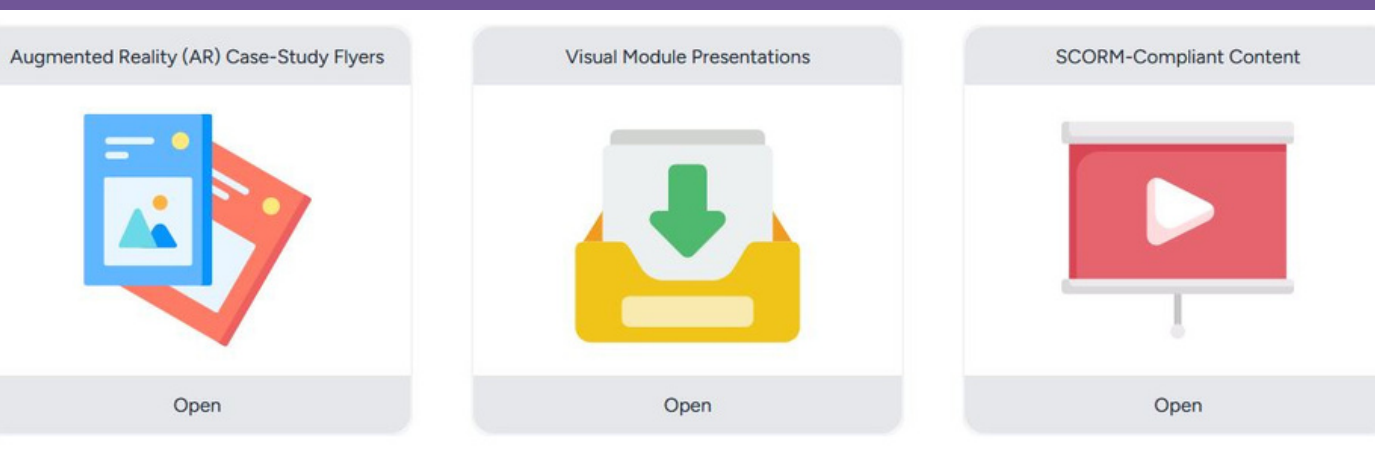 Augmented Reality (AR) Case-Study Flyers
Visual Module Presentations
SCORM-Compliant Content
Open
Open
Open